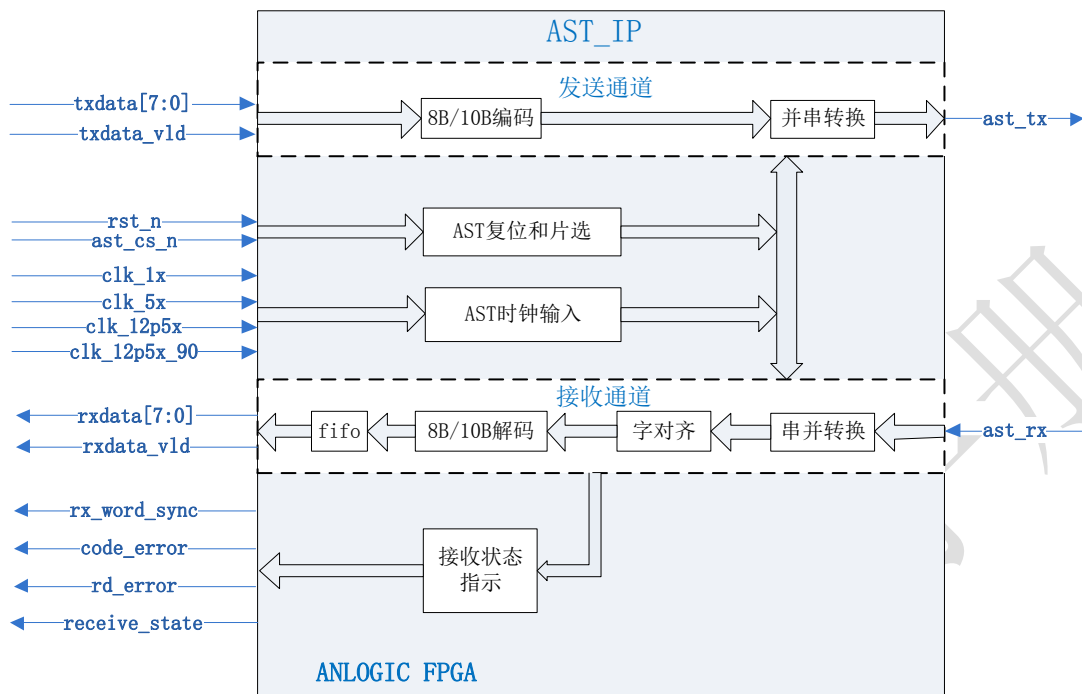 AST_IP
发送通道
txdata[7:0]
txdata_vld
8B/10B编码
并串转换
ast_tx
rst_n
ast_cs_n
AST复位和片选
clk_1x
clk_5x
clk_12p5x
clk_12p5x_90
AST时钟输入
接收通道
rxdata[7:0]
rxdata_vld
fifo
8B/10B解码
字对齐
串并转换
ast_rx
rx_word_sync
code_error
rd_error
receive_state
接收状态
指示
ANLOGIC FPGA